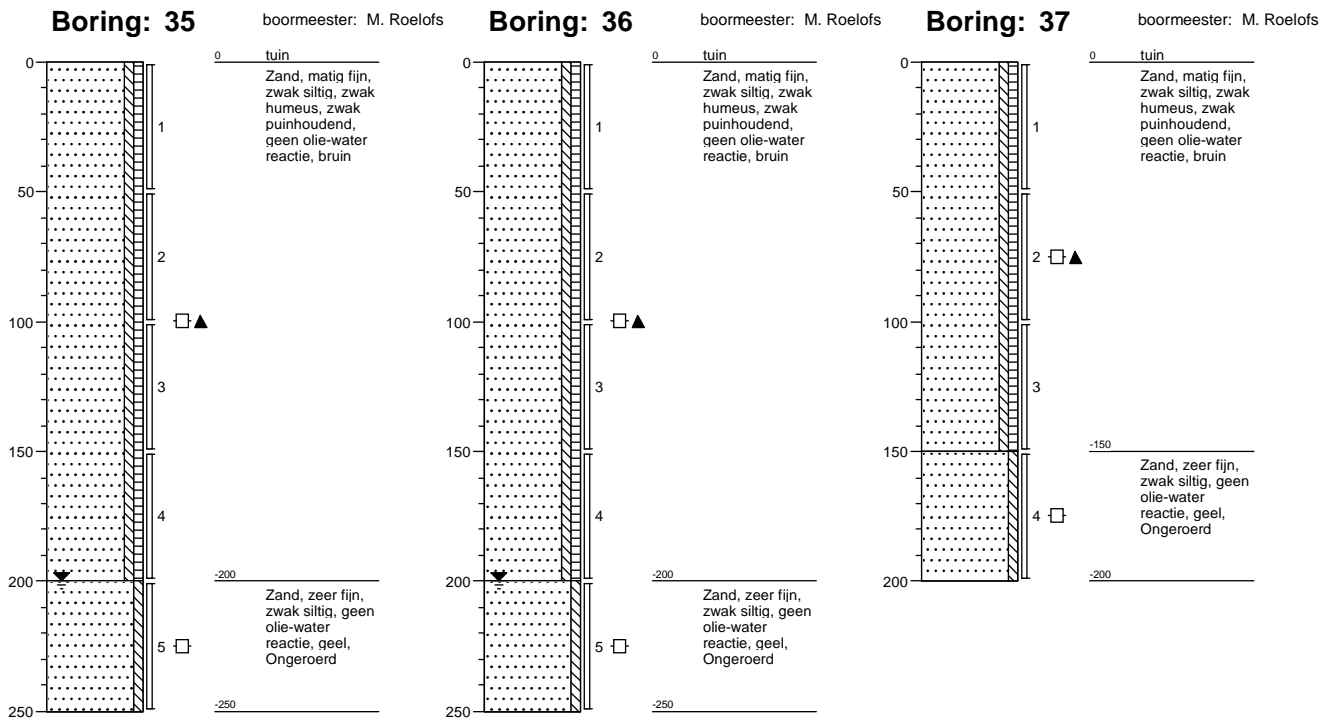 Boring: 35
boormeester: M. Roelofs
0
50
100
150
200
250
1
2
3
4
5
0
tuin
Zand, matig fijn,
zwak siltig, zwak
humeus, zwak
puinhoudend,
geen olie-water
reactie, bruin
-200
Zand, zeer fijn,
zwak siltig, geen
olie-water
reactie, geel,
Ongeroerd
-250
Boring: 36
boormeester: M. Roelofs
0
50
100
150
200
250
1
2
3
4
5
0
tuin
Zand, matig fijn,
zwak siltig, zwak
humeus, zwak
puinhoudend,
geen olie-water
reactie, bruin
-200
Zand, zeer fijn,
zwak siltig, geen
olie-water
reactie, geel,
Ongeroerd
-250
Boring: 37
boormeester: M. Roelofs
0
50
100
150
200
1
2
3
4
0
tuin
Zand, matig fijn,
zwak siltig, zwak
humeus, zwak
puinhoudend,
geen olie-water
reactie, bruin
-150
Zand, zeer fijn,
zwak siltig, geen
olie-water
reactie, geel,
Ongeroerd
-200